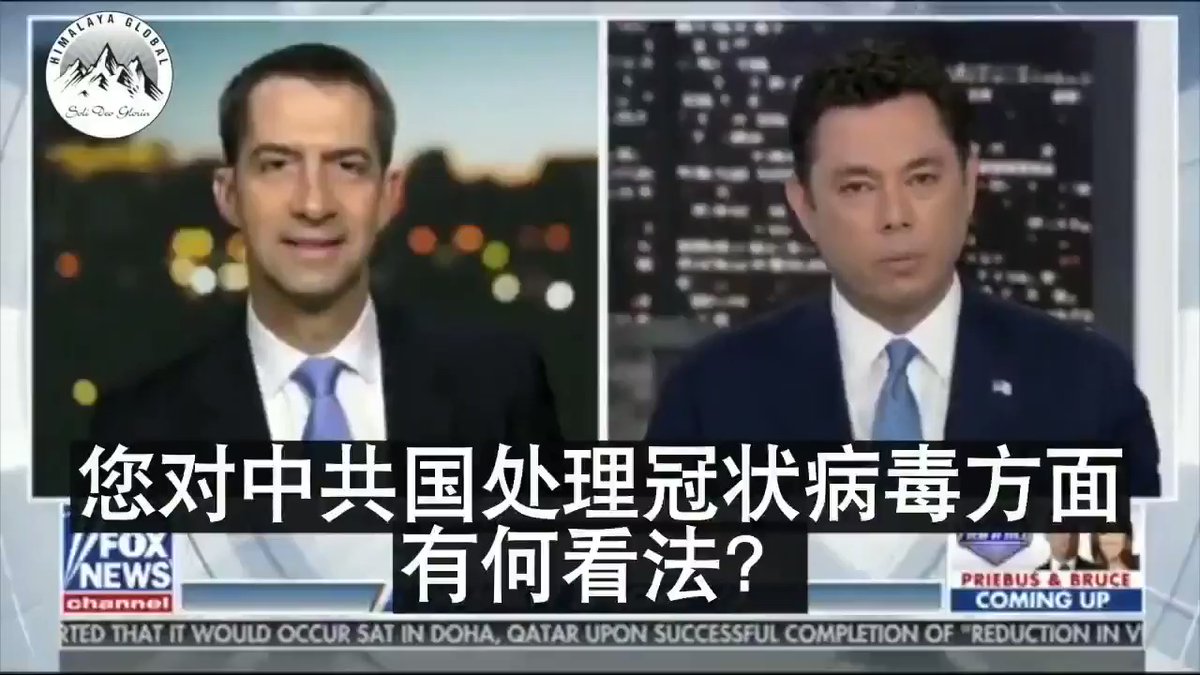 HIMALAYA GLOBAL
Soli Deo Gloria
您对中共国处理冠状病毒方面
有何看法？
FOX
NEWS
channel
PRIEBUS & BRUCE
COMING UP
RTED THAT IT WOULD OCCUR SAT IN DOHA, QATAR UPON SUCCESSFUL COMPLETION OF "REDUCTION IN V